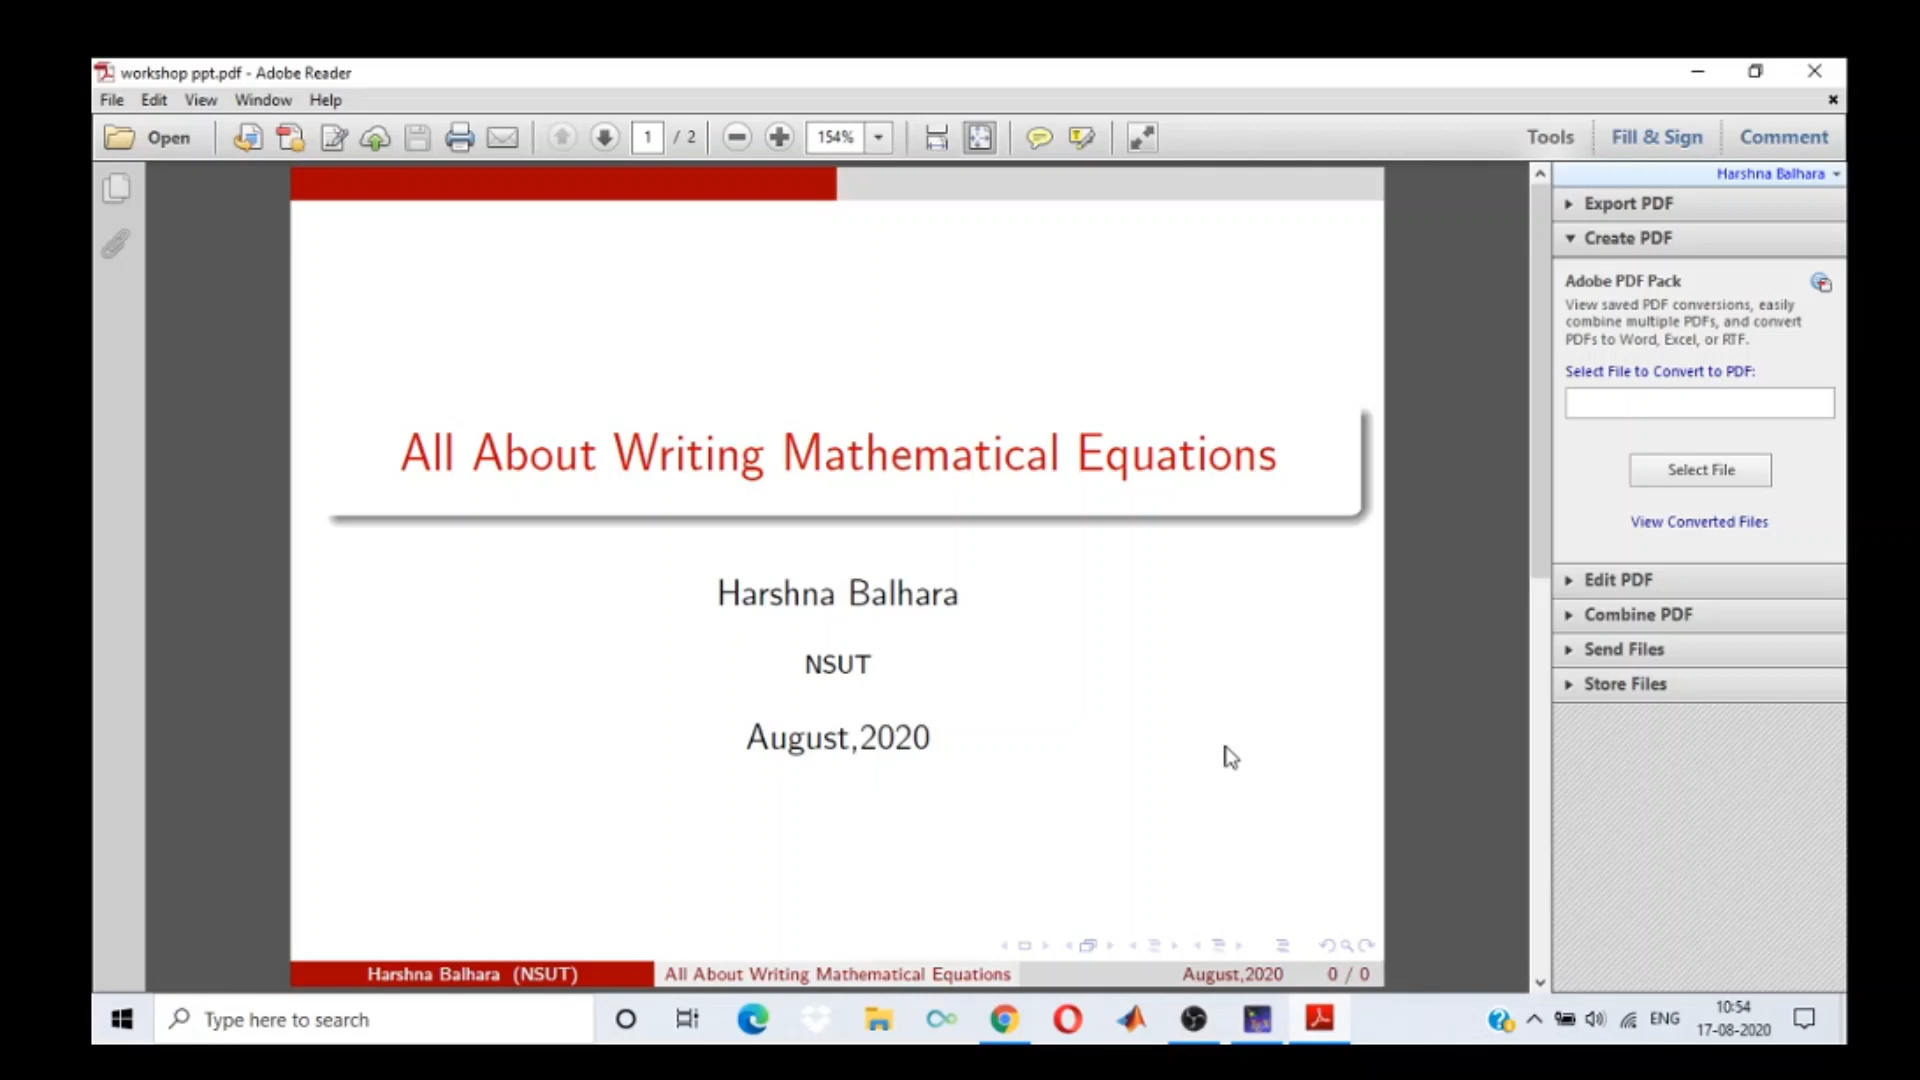 workshop ppt.pdf - Adobe Reader
File Edit View Window Help
Open 1 / 2 154% Tools Fill & Sign Comment
Harshna Balhara
Export PDF
Create PDF
Adobe PDF Pack
View saved PDF conversions, easily
combine multiple PDFs, and convert
PDFs to Word, Excel, or RTF.
Select File to Convert to PDF:
Select File
View Converted Files
Edit PDF
Combine PDF
Send Files
Store Files
All About Writing Mathematical Equations
Harshna Balhara
NSUT
August,2020
Harshna Balhara (NSUT) All About Writing Mathematical Equations August,2020 0 / 0
Type here to search
ENG
10:54
17-08-2020